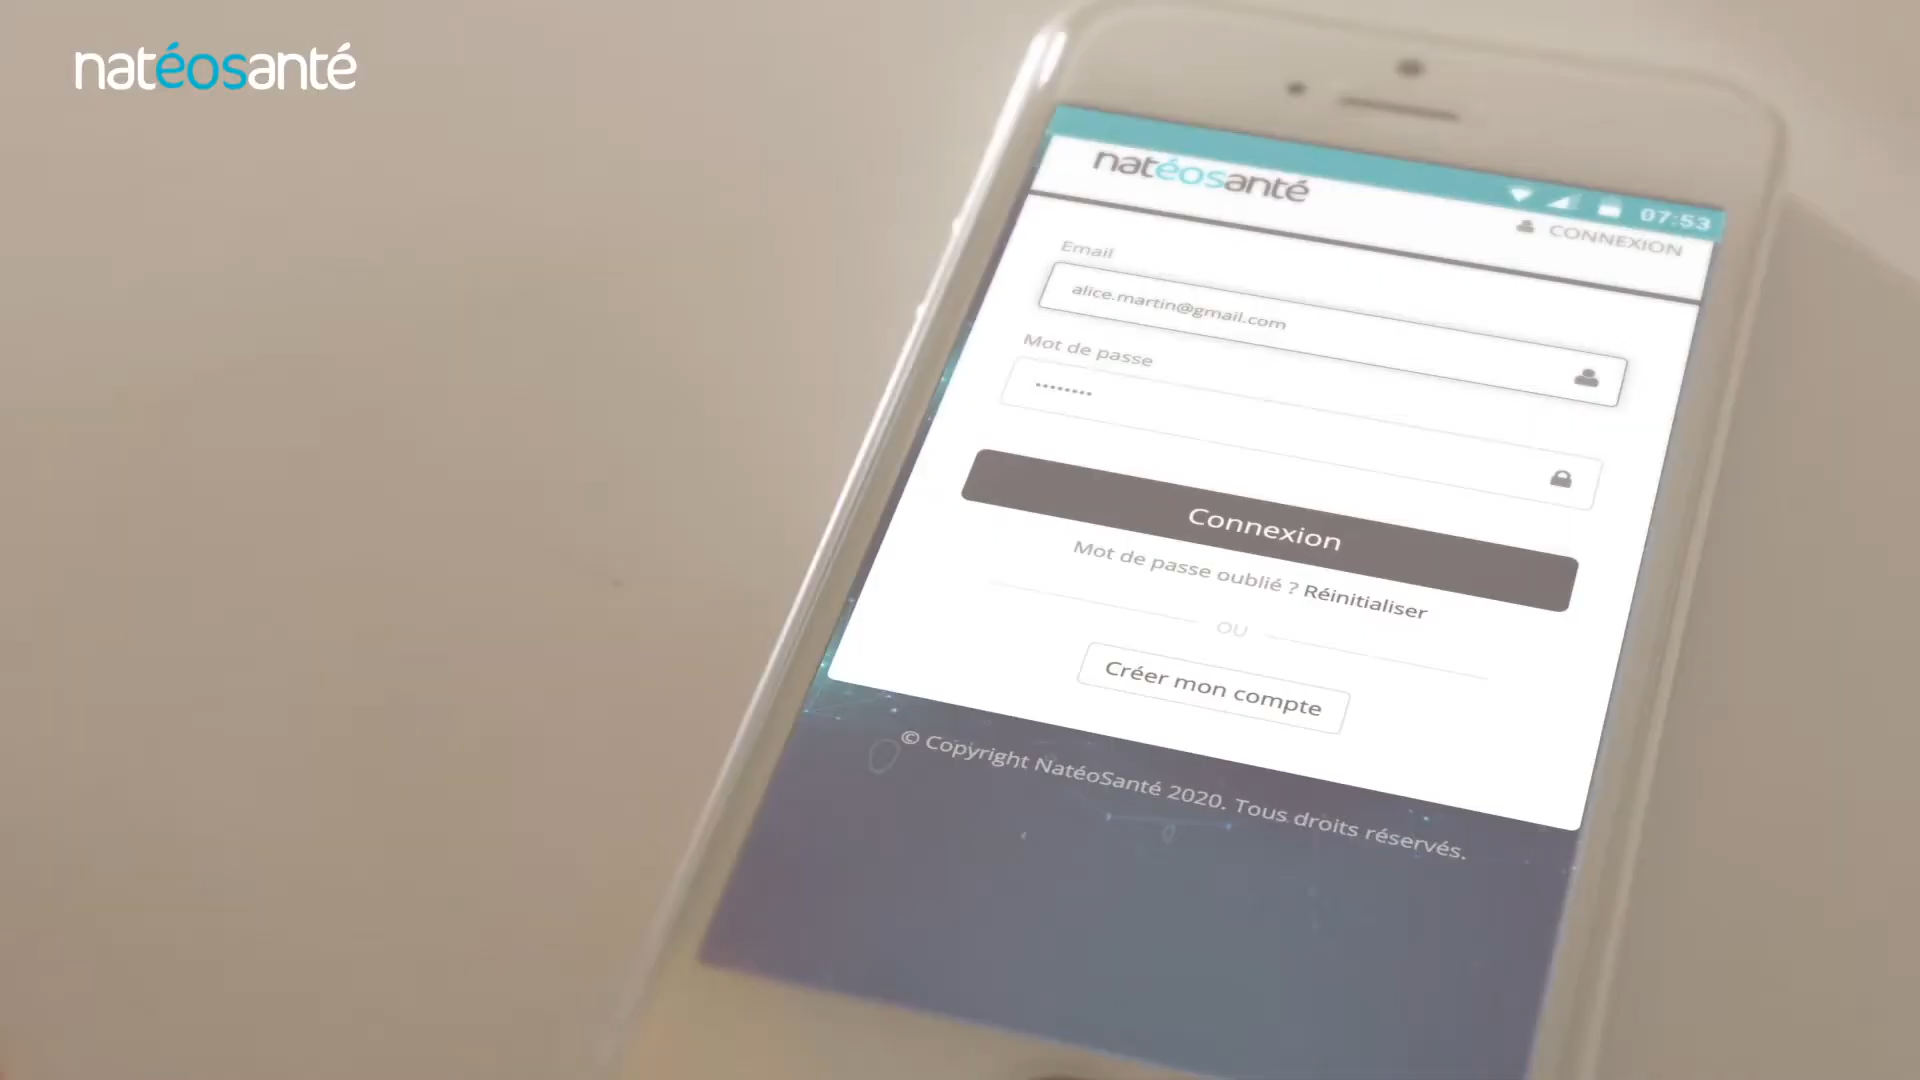 natéosanté
natéosanté
07:53
CONNEXION
Email
alice.martin@gmail.com
Mot de passe
••••••••
Connexion
Mot de passe oublié ? Réinitialiser
OU
Créer mon compte
© Copyright NatéoSanté 2020. Tous droits réservés.